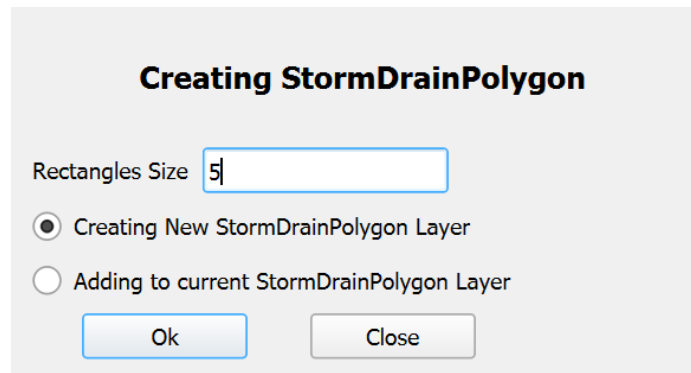 Creating StormDrainPolygon
Rectangles Size 5
Creating New StormDrainPolygon Layer
Adding to current StormDrainPolygon Layer
Ok Close